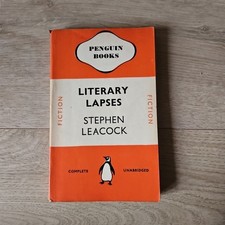 PENGUIN
BOOKS
LITERARY
LAPSES
STEPHEN
LEACOCK
FICTION
FICTION
COMPLETE UNABRIDGED